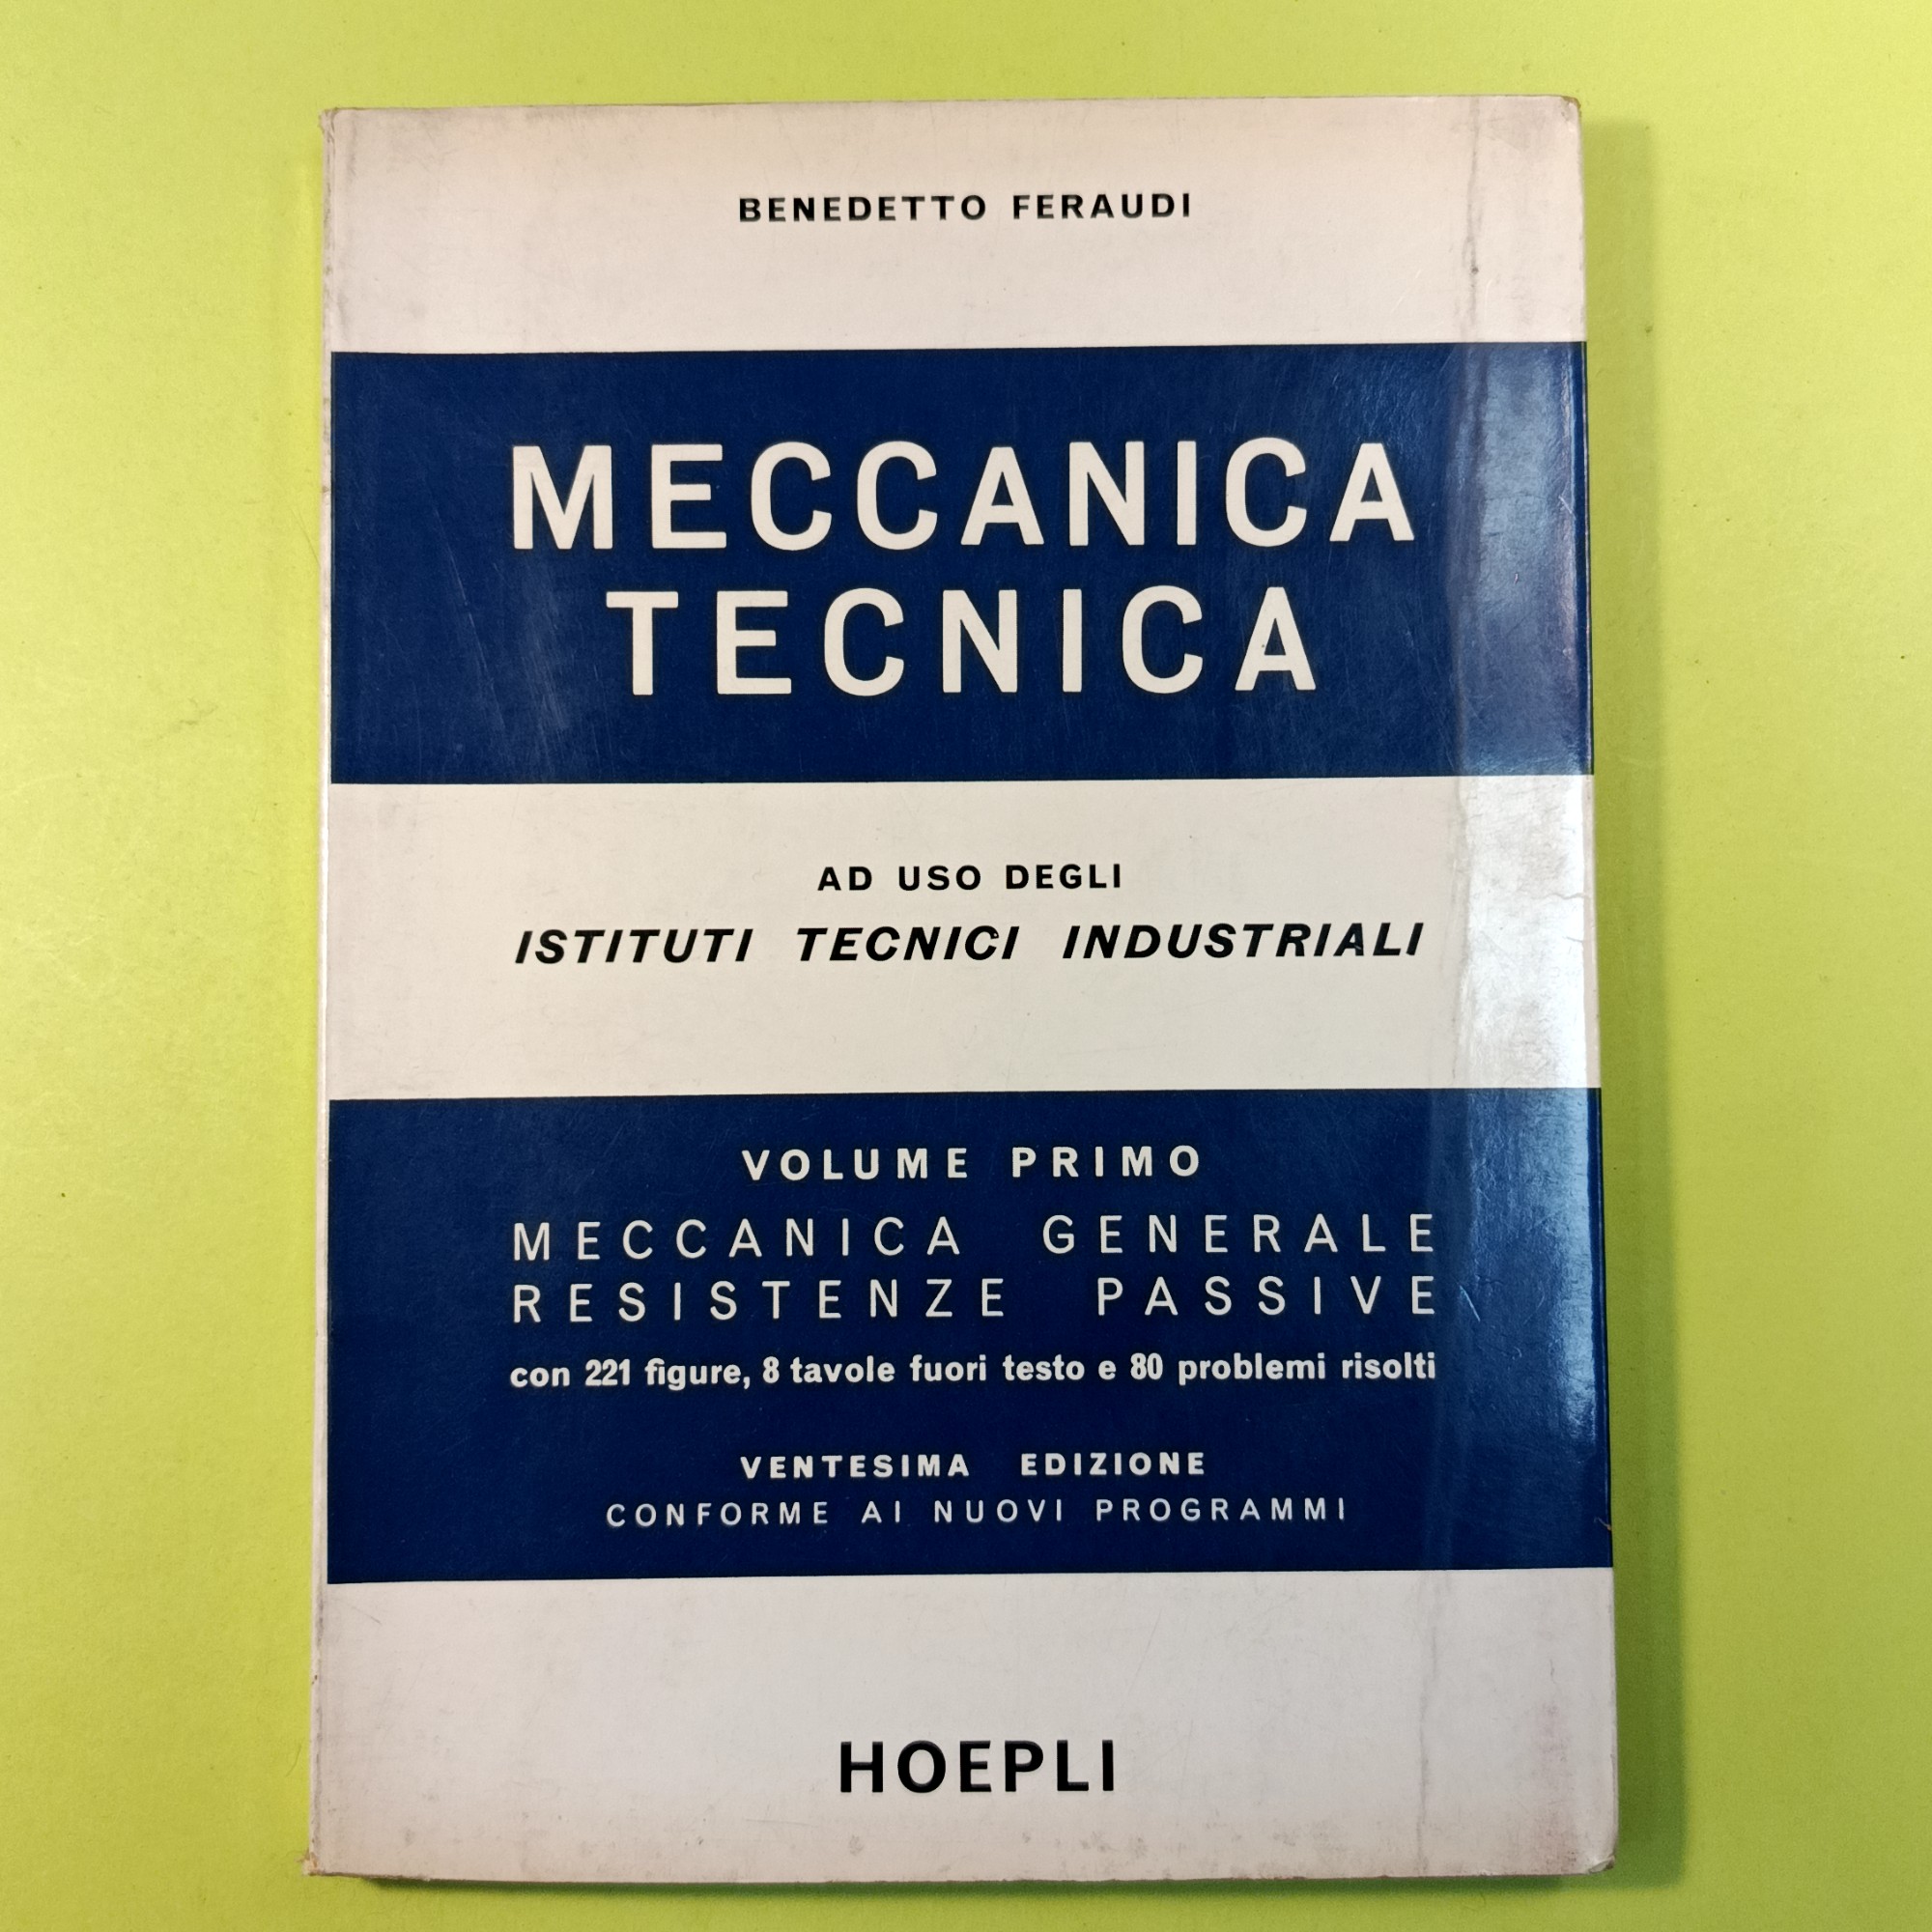 BENEDETTO FERAUDI
MECCANICA
TECNICA
AD USO DEGLI
ISTITUTI TECNICI INDUSTRIALI
VOLUME PRIMO
MECCANICA GENERALE
RESISTENZE PASSIVE
con 221 figure, 8 tavole fuori testo e 80 problemi risolti
VENTESIMA EDIZIONE
CONFORME AI NUOVI PROGRAMMI
HOEPLI